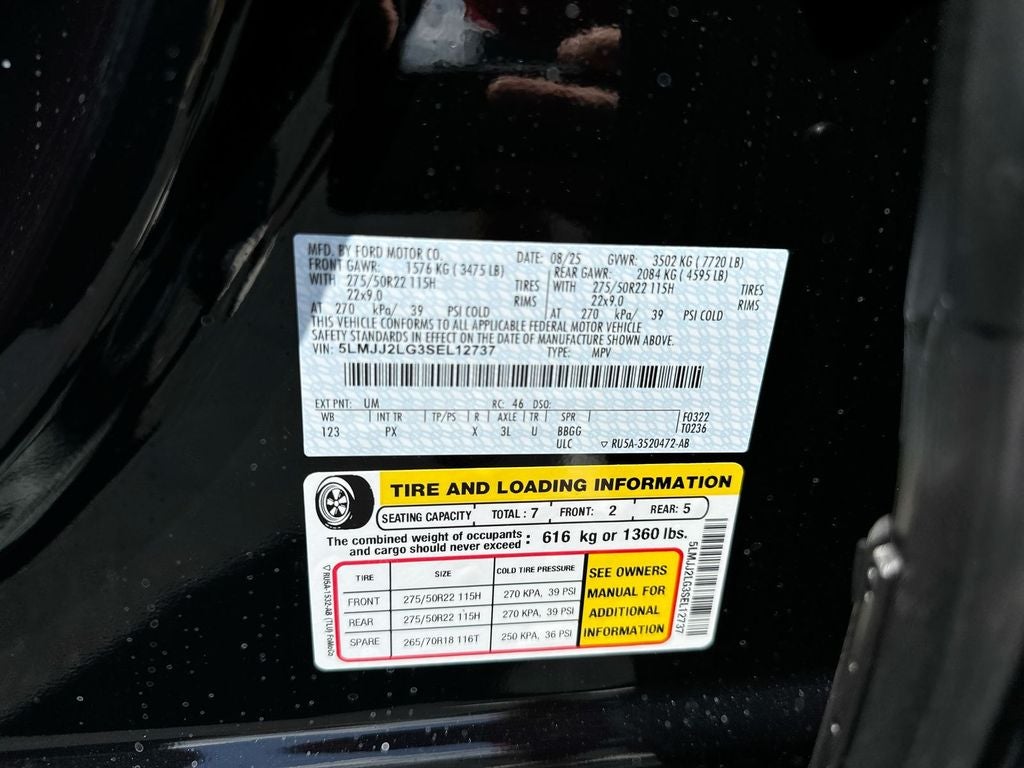 MFD. BY FORD MOTOR CO. DATE: 08/25 GVWR: 3502 KG ( 7720 LB)
FRONT GAWR: 1576 KG ( 3475 LB) REAR GAWR: 2084 KG ( 4595 LB)
WITH 275/50R22 115H TIRES WITH 275/50R22 115H TIRES
22x9.0 RIMS 22x9.0 RIMS
AT 270 kPa/ 39 PSI COLD AT 270 kPa/ 39 PSI COLD
THIS VEHICLE CONFORMS TO ALL APPLICABLE FEDERAL MOTOR VEHICLE
SAFETY STANDARDS IN EFFECT ON THE DATE OF MANUFACTURE SHOWN ABOVE.
VIN: 5LMJJ2LG3SEL12737 TYPE: MPV
EXT PNT: UM RC: 46 DSO:
WB INT TR TP/PS R AXLE TR SPR F0322
123 PX X 3L U BBGG T0236
ULC ▽ RU5A-3520472-AB
TIRE AND LOADING INFORMATION
SEATING CAPACITY TOTAL : 7 FRONT: 2 REAR: 5
The combined weight of occupants
and cargo should never exceed : 616 kg or 1360 lbs.
TIRE SIZE COLD TIRE PRESSURE
FRONT 275/50R22 115H 270 KPA, 39 PSI
REAR 275/50R22 115H 270 KPA, 39 PSI
SPARE 265/70R18 116T 250 KPA, 36 PSI
SEE OWNERS
MANUAL FOR
ADDITIONAL
INFORMATION
5LMJJ2LG3SEL12737
▽ RU5A-1532-AB (TLU) FoMoCo